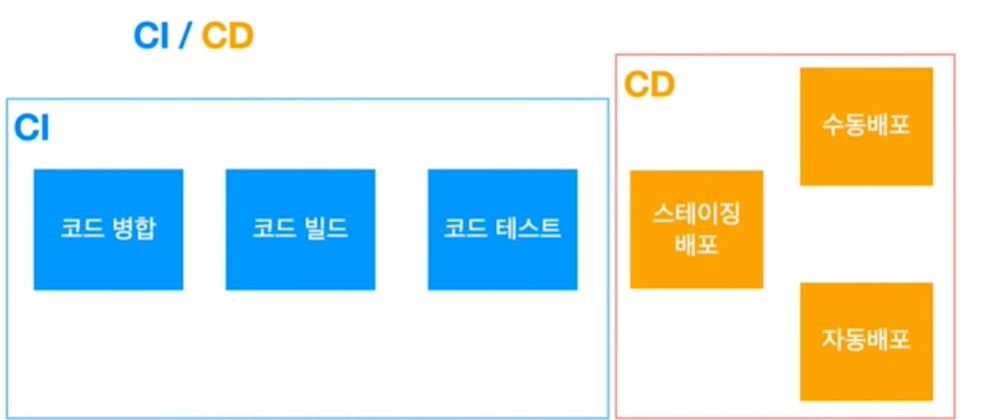 CI / CD
CI
코드 병합
코드 빌드
코드 테스트
CD
스테이징
배포
수동배포
자동배포